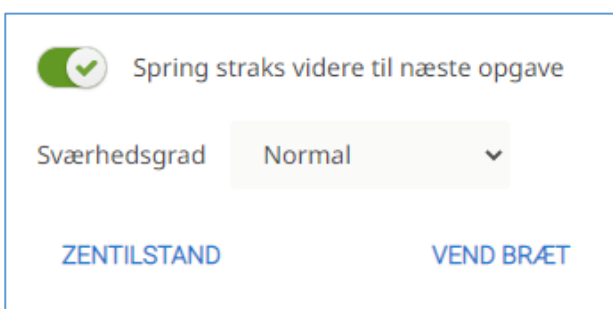 Spring straks videre til næste opgave
Sværhedsgrad Normal
ZENTILSTAND VEND BRÆT